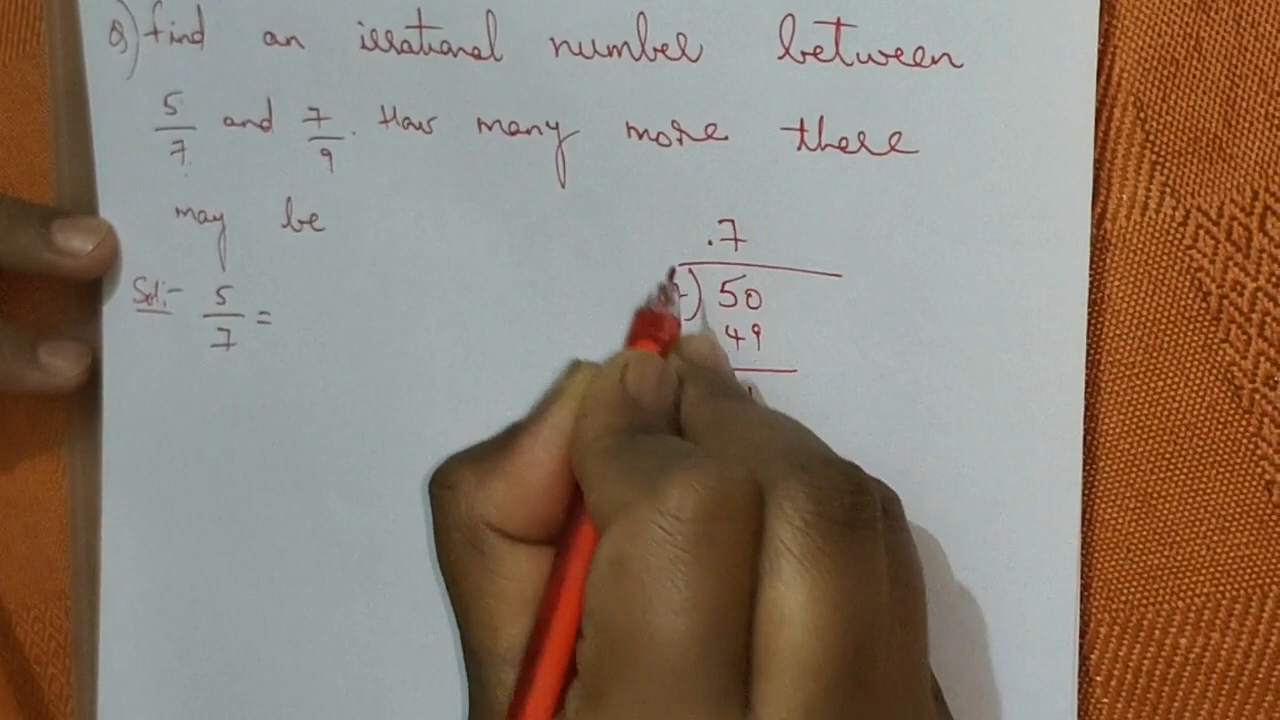 Q) find an irrational number between
5/7 and 7/9. How many more there
may be
Sol:- 5/7 =
.7
) 50
49